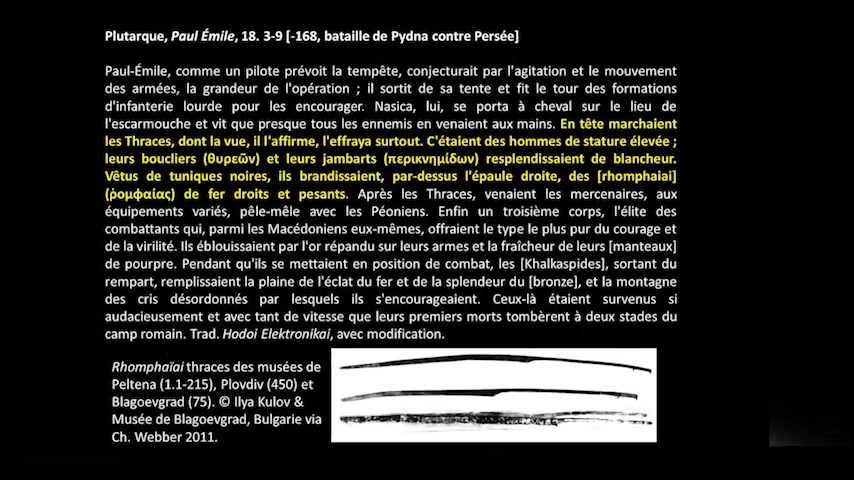 Plutarque, Paul Émile, 18. 3-9 [-168, bataille de Pydna contre Persée]
Paul-Émile, comme un pilote prévoit la tempête, conjecturait par l'agitation et le mouvement
des armées, la grandeur de l'opération ; il sortit de sa tente et fit le tour des formations
d'infanterie lourde pour les encourager. Nasica, lui, se porta à cheval sur le lieu de
l'escarmouche et vit que presque tous les ennemis en venaient aux mains. En tête marchaient
les Thraces, dont la vue, il l'affirme, l'effraya surtout. C'étaient des hommes de stature élevée ;
leurs boucliers (θυρεῶν) et leurs jambarts (περικνημίδων) resplendissaient de blancheur.
Vêtus de tuniques noires, ils brandissaient, par-dessus l'épaule droite, des [rhomphaiai]
(ῥομφαίας) de fer droits et pesants. Après les Thraces, venaient les mercenaires, aux
équipements variés, pêle-mêle avec les Péoniens. Enfin un troisième corps, l'élite des
combattants qui, parmi les Macédoniens eux-mêmes, offraient le type le plus pur du courage et
de la virilité. Ils éblouissaient par l'or répandu sur leurs armes et la fraîcheur de leurs [manteaux]
de pourpre. Pendant qu'ils se mettaient en position de combat, les [Khalkaspides], sortant du
rempart, remplissaient la plaine de l'éclat du fer et de la splendeur du [bronze], et la montagne
des cris désordonnés par lesquels ils s'encourageaient. Ceux-là étaient survenus si
audacieusement et avec tant de vitesse que leurs premiers morts tombèrent à deux stades du
camp romain. Trad. Hodoi Elektronikai, avec modification.
Rhomphaïai thraces des musées de
Peltena (1.1-215), Plovdiv (450) et
Blagoevgrad (75). © Ilya Kulov &
Musée de Blagoevgrad, Bulgarie via
Ch. Webber 2011.